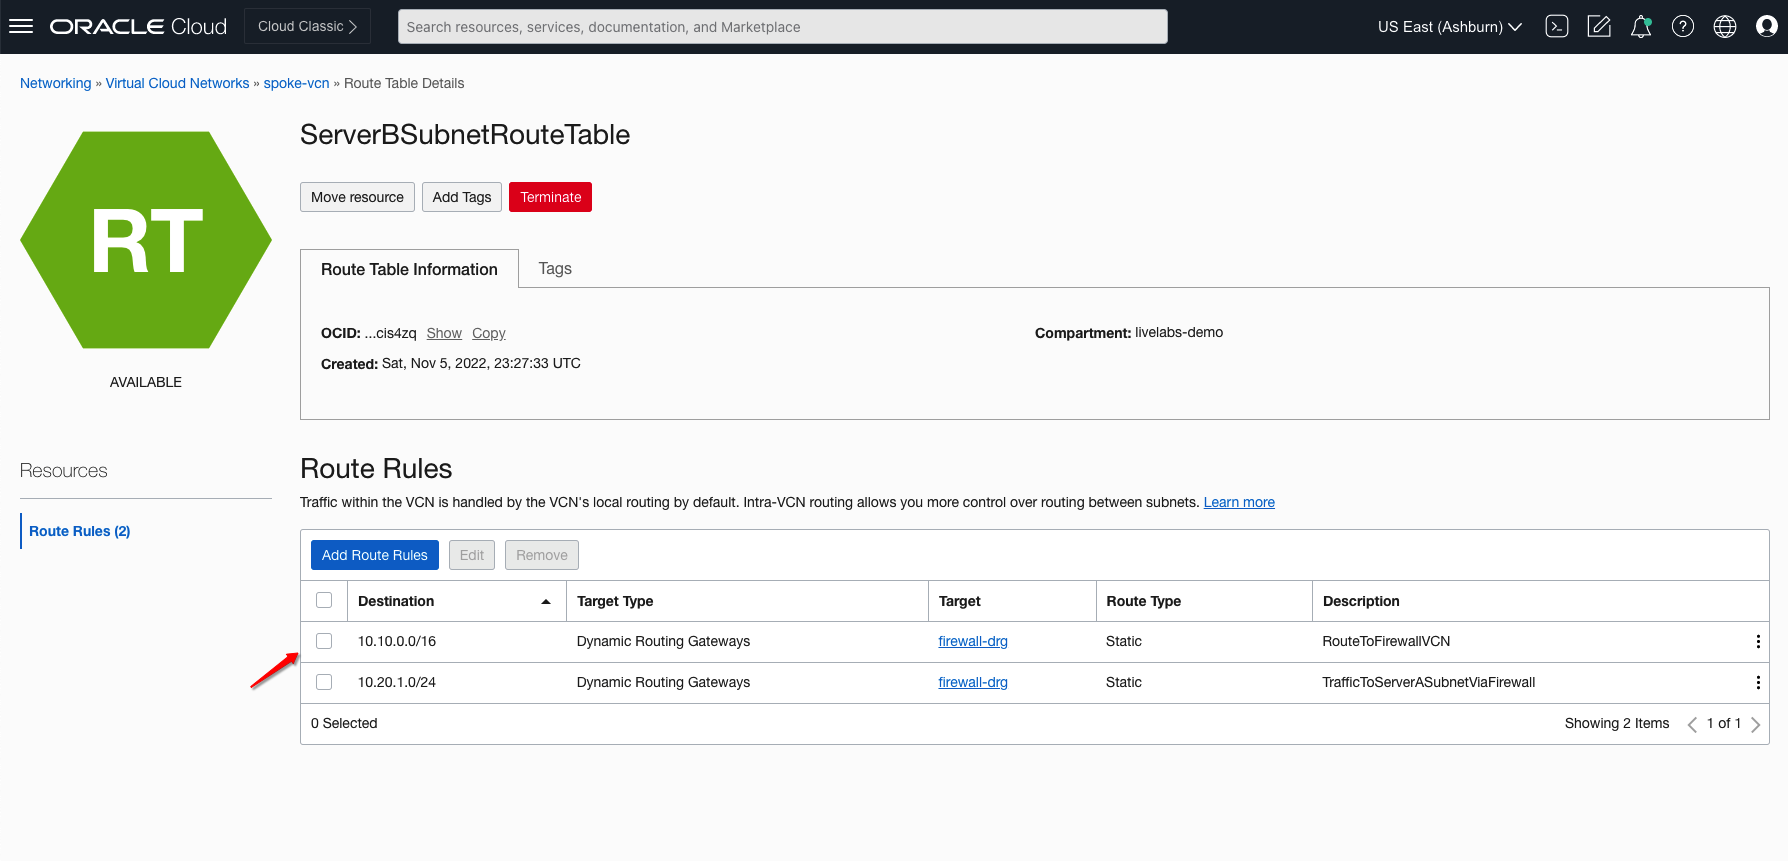 ORACLE Cloud
Cloud Classic
Search resources, services, documentation, and Marketplace
US East (Ashburn)
Networking » Virtual Cloud Networks » spoke-vcn » Route Table Details
RT
AVAILABLE
ServerBSubnetRouteTable
Move resource
Add Tags
Terminate
Route Table Information
Tags
OCID: ...cis4zq Show Copy
Compartment: livelabs-demo
Created: Sat, Nov 5, 2022, 23:27:33 UTC
Resources
Route Rules (2)
Route Rules
Traffic within the VCN is handled by the VCN's local routing by default. Intra-VCN routing allows you more control over routing between subnets. Learn more
Add Route Rules
Edit
Remove
Destination Target Type Target Route Type Description
10.10.0.0/16 Dynamic Routing Gateways firewall-drg Static RouteToFirewallVCN
10.20.1.0/24 Dynamic Routing Gateways firewall-drg Static TrafficToServerASubnetViaFirewall
0 Selected
Showing 2 Items
1 of 1